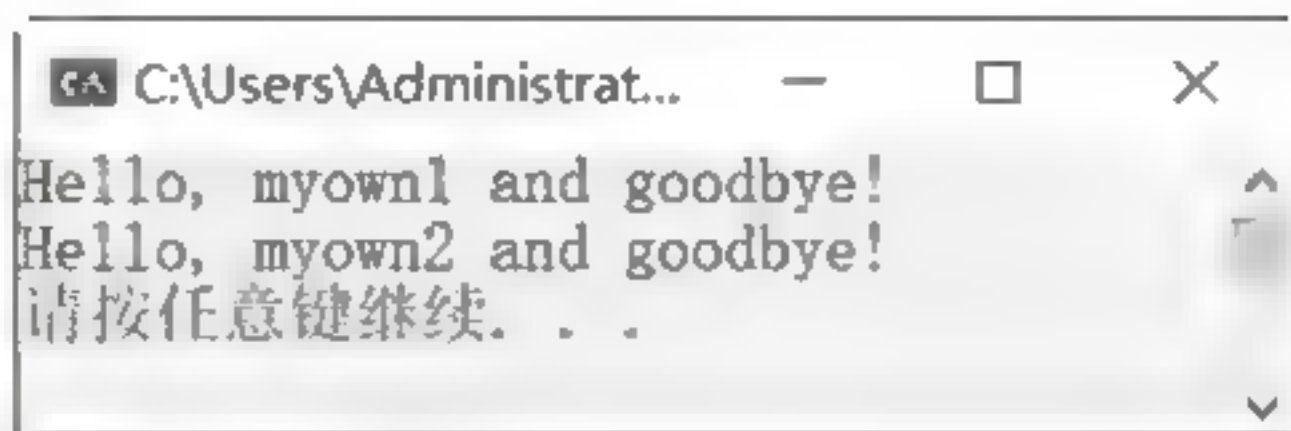 C:\Users\Administrat...
Hello, myown1 and goodbye!
Hello, myown2 and goodbye!
请按任意键继续. . .